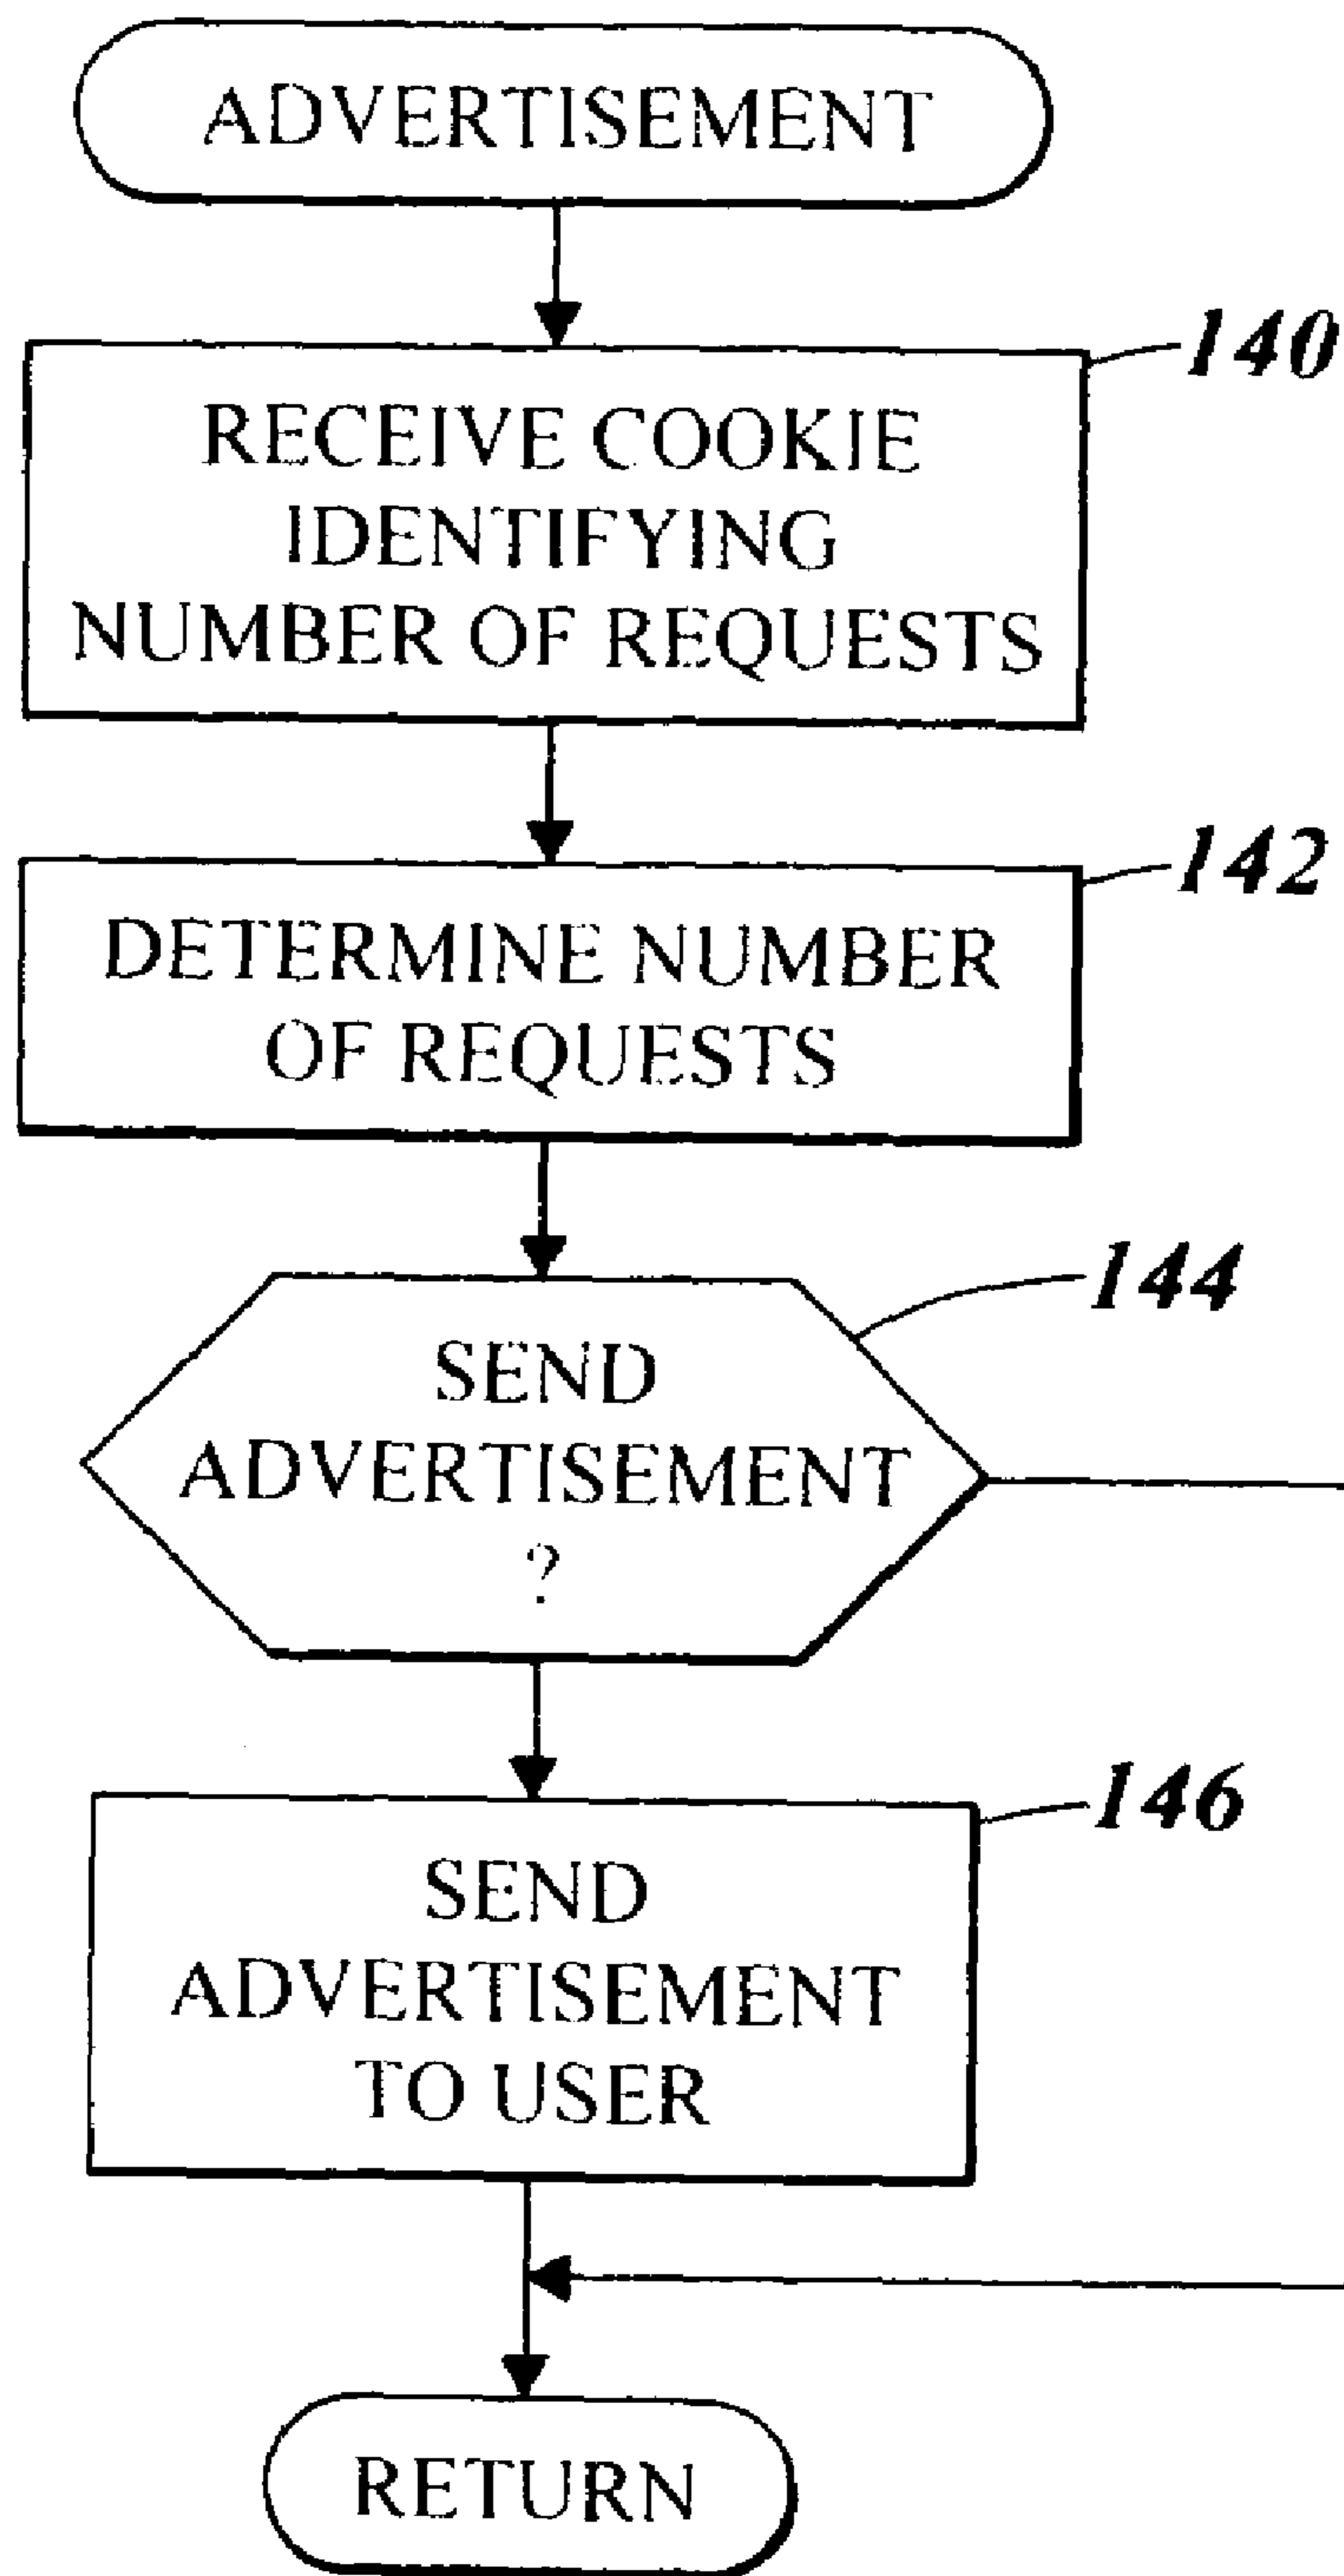 ADVERTISEMENT
140
RECEIVE COOKIE
IDENTIFYING
NUMBER OF REQUESTS
142
DETERMINE NUMBER
OF REQUESTS
144
SEND
ADVERTISEMENT
?
146
SEND
ADVERTISEMENT
TO USER
RETURN